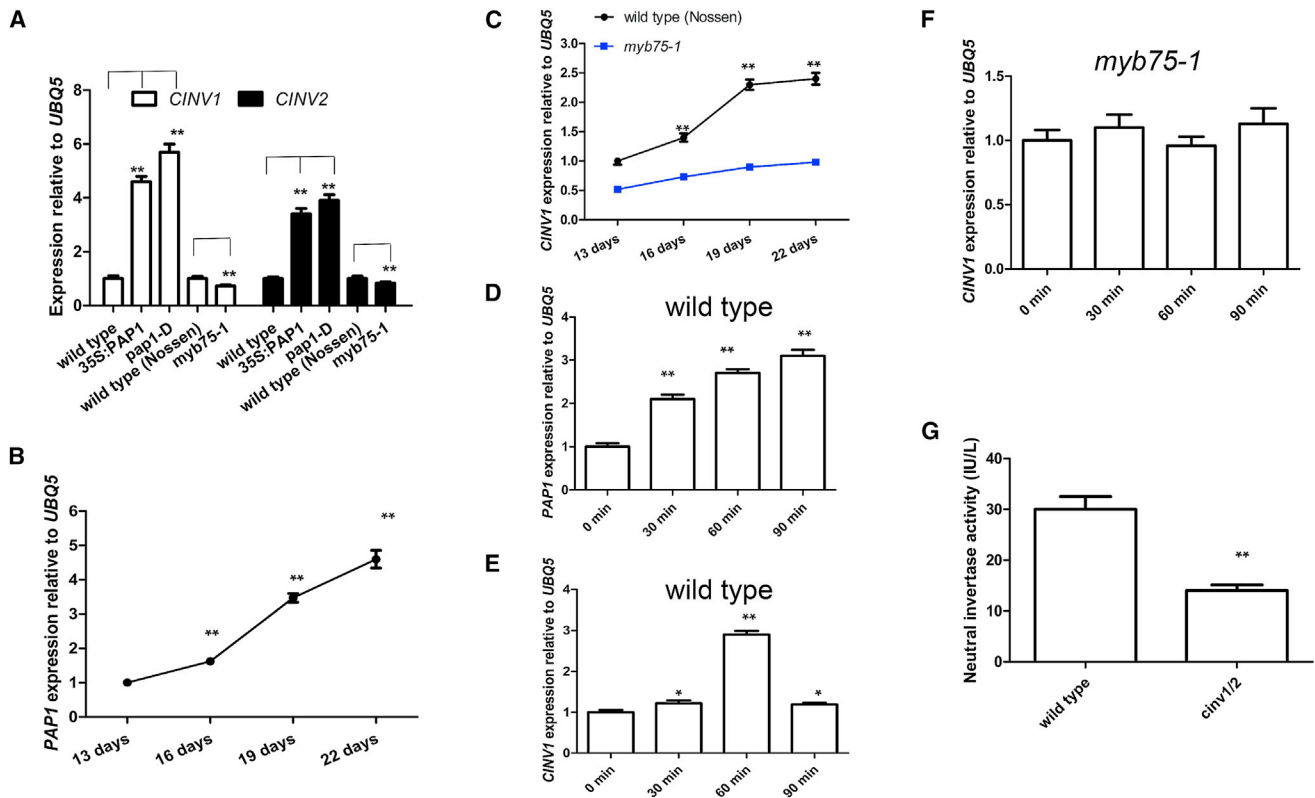 A
Expression relative to UBQ5
8
6
4
2
0
CINV1
CINV2
**
**
**
**
**
**
wild type
35S:PAP1
pap1-D
wild type (Nossen)
myb75-1
wild type
35S:PAP1
pap1-D
wild type (Nossen)
myb75-1
B
PAP1 expression relative to UBQ5
6
5
4
3
2
1
0
**
**
**
13 days
16 days
19 days
22 days
C
wild type (Nossen)
myb75-1
CINV1 expression relative to UBQ5
3.0
2.5
2.0
1.5
1.0
0.5
0.0
**
**
**
13 days
16 days
19 days
22 days
D
wild type
PAP1 expression relative to UBQ5
4
3
2
1
0
**
**
**
0 min
30 min
60 min
90 min
E
wild type
CINV1 expression relative to UBQ5
4
3
2
1
0
*
**
*
0 min
30 min
60 min
90 min
F
myb75-1
CINV1 expression relative to UBQ5
1.5
1.0
0.5
0.0
0 min
30 min
60 min
90 min
G
Neutral invertase activity (IU/L)
40
30
20
10
0
**
wild type
cinv1/2